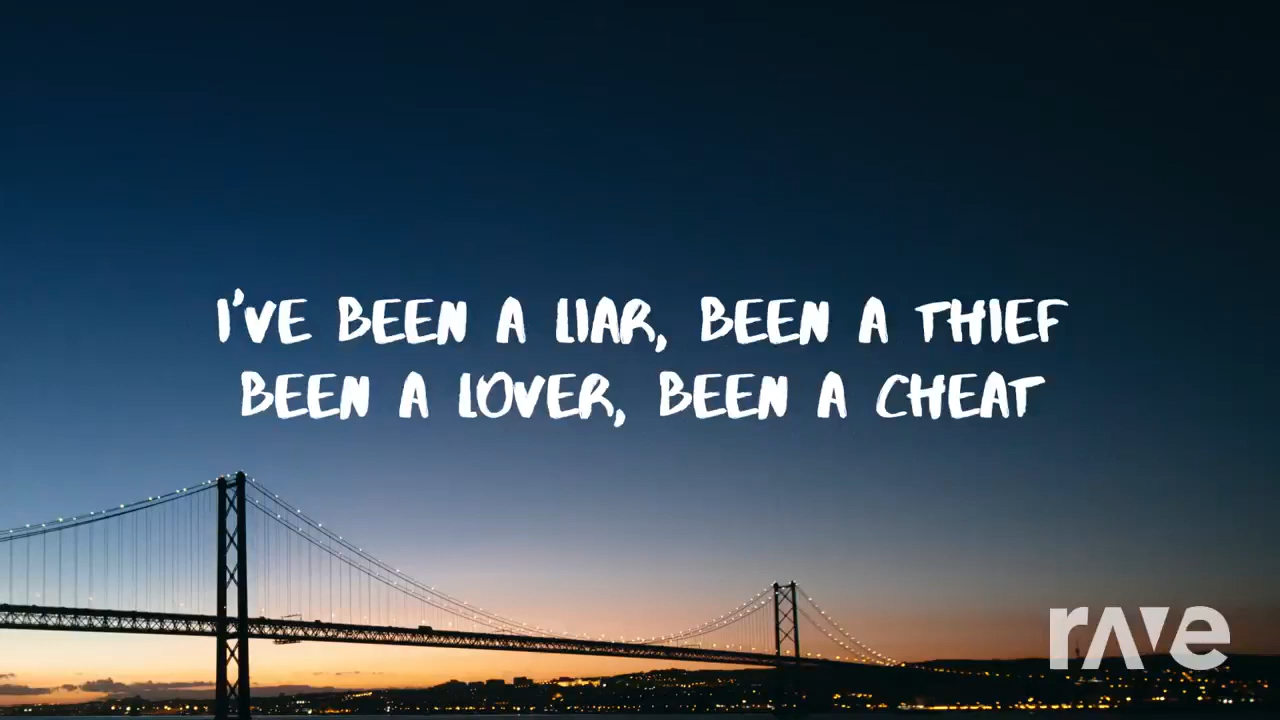 I'VE BEEN A LIAR, BEEN A THIEF
BEEN A LOVER, BEEN A CHEAT
rave